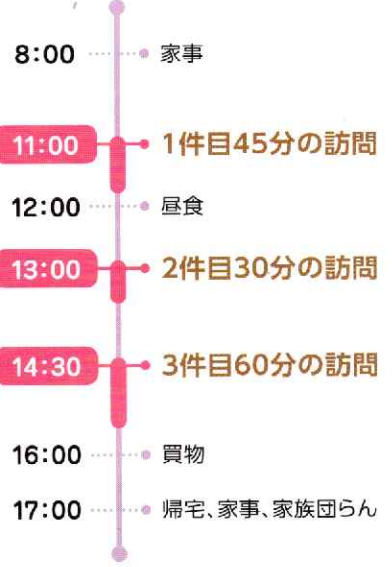 8:00 家事
11:00 1件目45分の訪問
12:00 昼食
13:00 2件目30分の訪問
14:30 3件目60分の訪問
16:00 買物
17:00 帰宅、家事、家族団らん